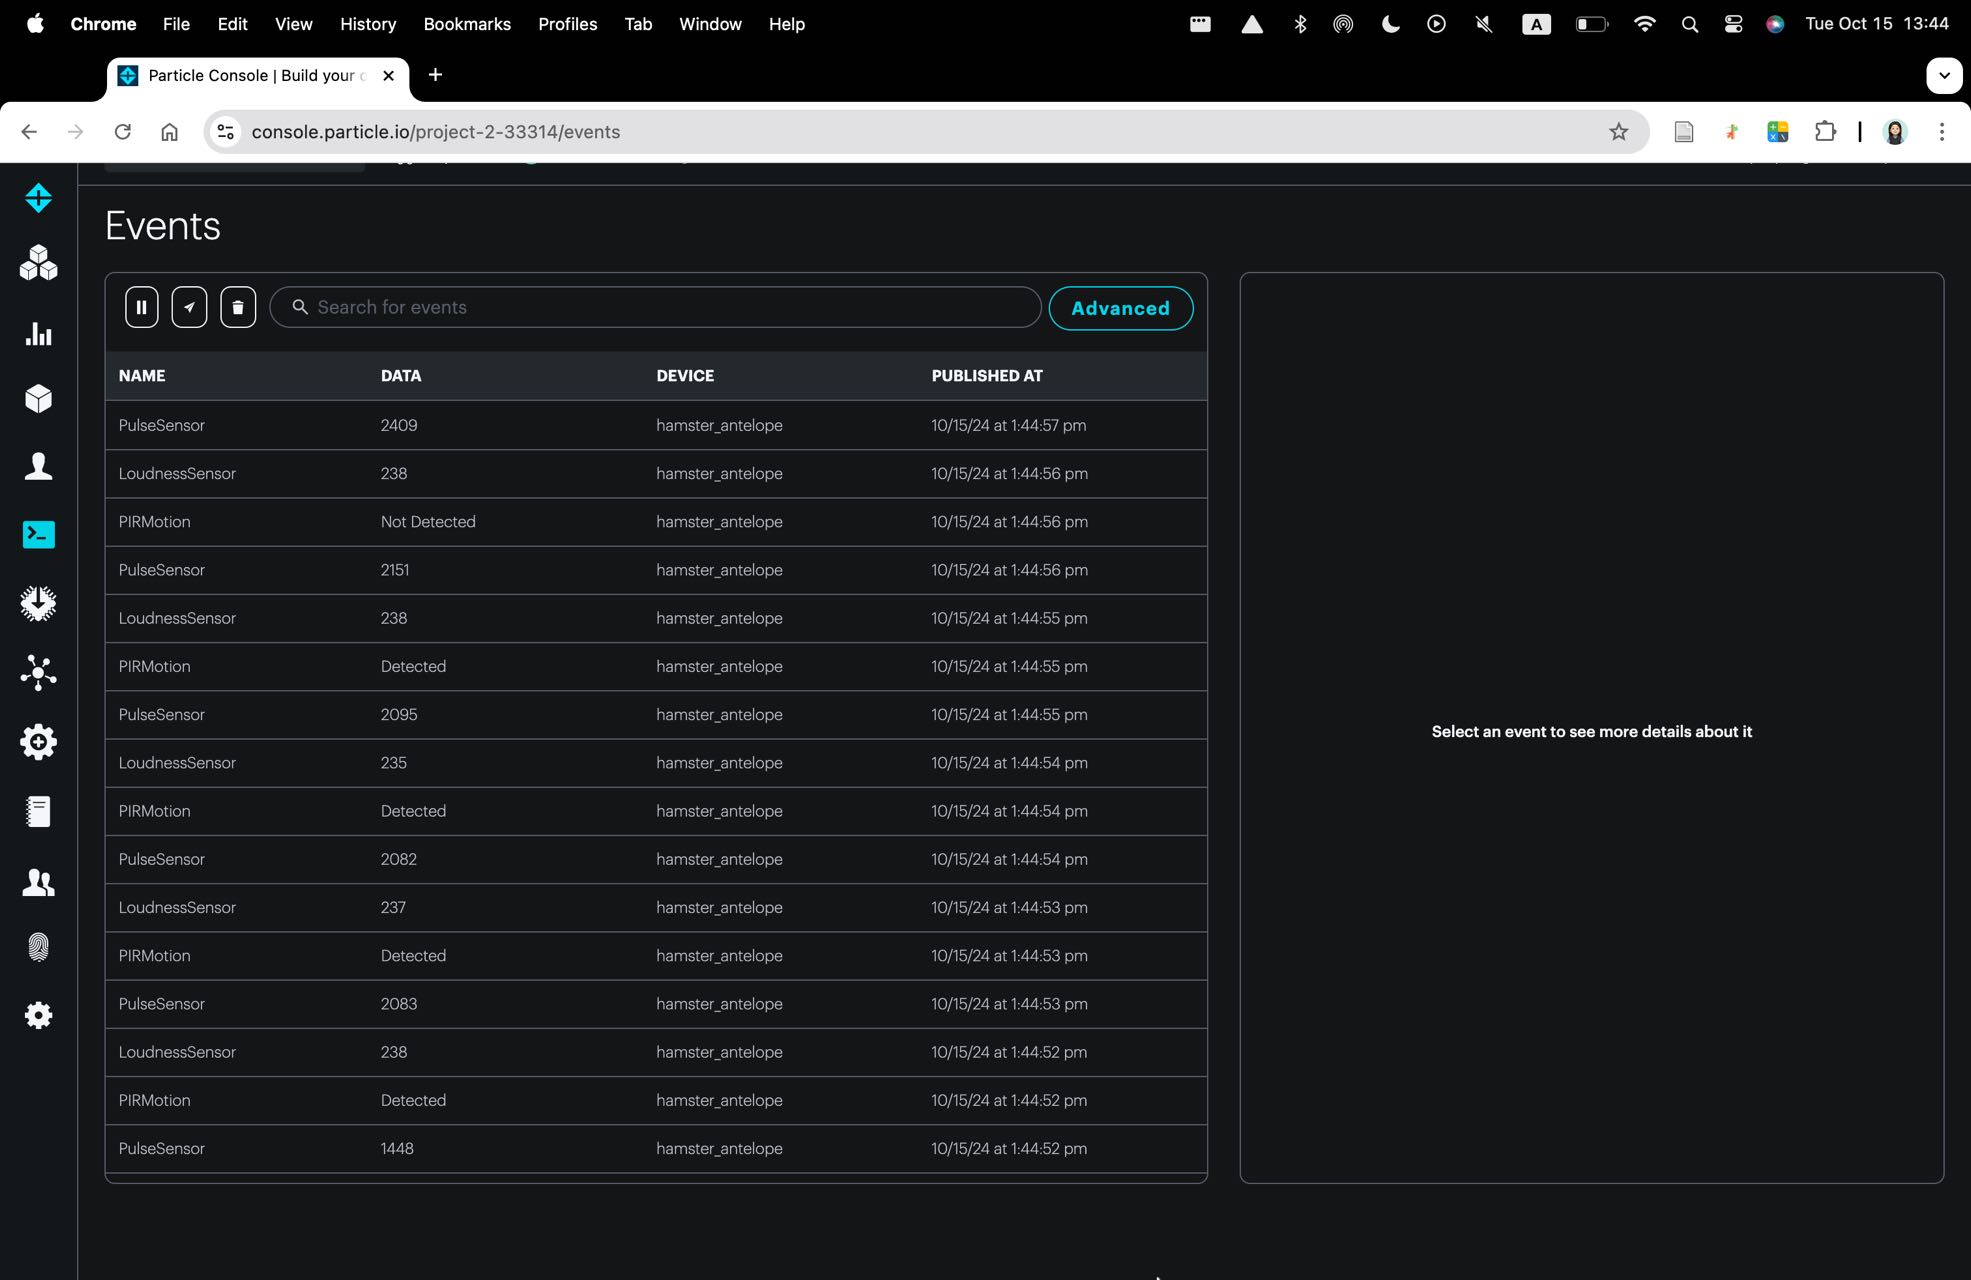 Chrome File Edit View History Bookmarks Profiles Tab Window Help A Tue Oct 15 13:44
Particle Console | Build your
console.particle.io/project-2-33314/events
Events
Search for events Advanced
NAME DATA DEVICE PUBLISHED AT
PulseSensor 2409 hamster_antelope 10/15/24 at 1:44:57 pm
LoudnessSensor 238 hamster_antelope 10/15/24 at 1:44:56 pm
PIRMotion Not Detected hamster_antelope 10/15/24 at 1:44:56 pm
PulseSensor 2151 hamster_antelope 10/15/24 at 1:44:56 pm
LoudnessSensor 238 hamster_antelope 10/15/24 at 1:44:55 pm
PIRMotion Detected hamster_antelope 10/15/24 at 1:44:55 pm
PulseSensor 2095 hamster_antelope 10/15/24 at 1:44:55 pm
LoudnessSensor 235 hamster_antelope 10/15/24 at 1:44:54 pm
PIRMotion Detected hamster_antelope 10/15/24 at 1:44:54 pm
Select an event to see more details about it
PulseSensor 2082 hamster_antelope 10/15/24 at 1:44:54 pm
LoudnessSensor 237 hamster_antelope 10/15/24 at 1:44:53 pm
PIRMotion Detected hamster_antelope 10/15/24 at 1:44:53 pm
PulseSensor 2083 hamster_antelope 10/15/24 at 1:44:53 pm
LoudnessSensor 238 hamster_antelope 10/15/24 at 1:44:52 pm
PIRMotion Detected hamster_antelope 10/15/24 at 1:44:52 pm
PulseSensor 1448 hamster_antelope 10/15/24 at 1:44:52 pm